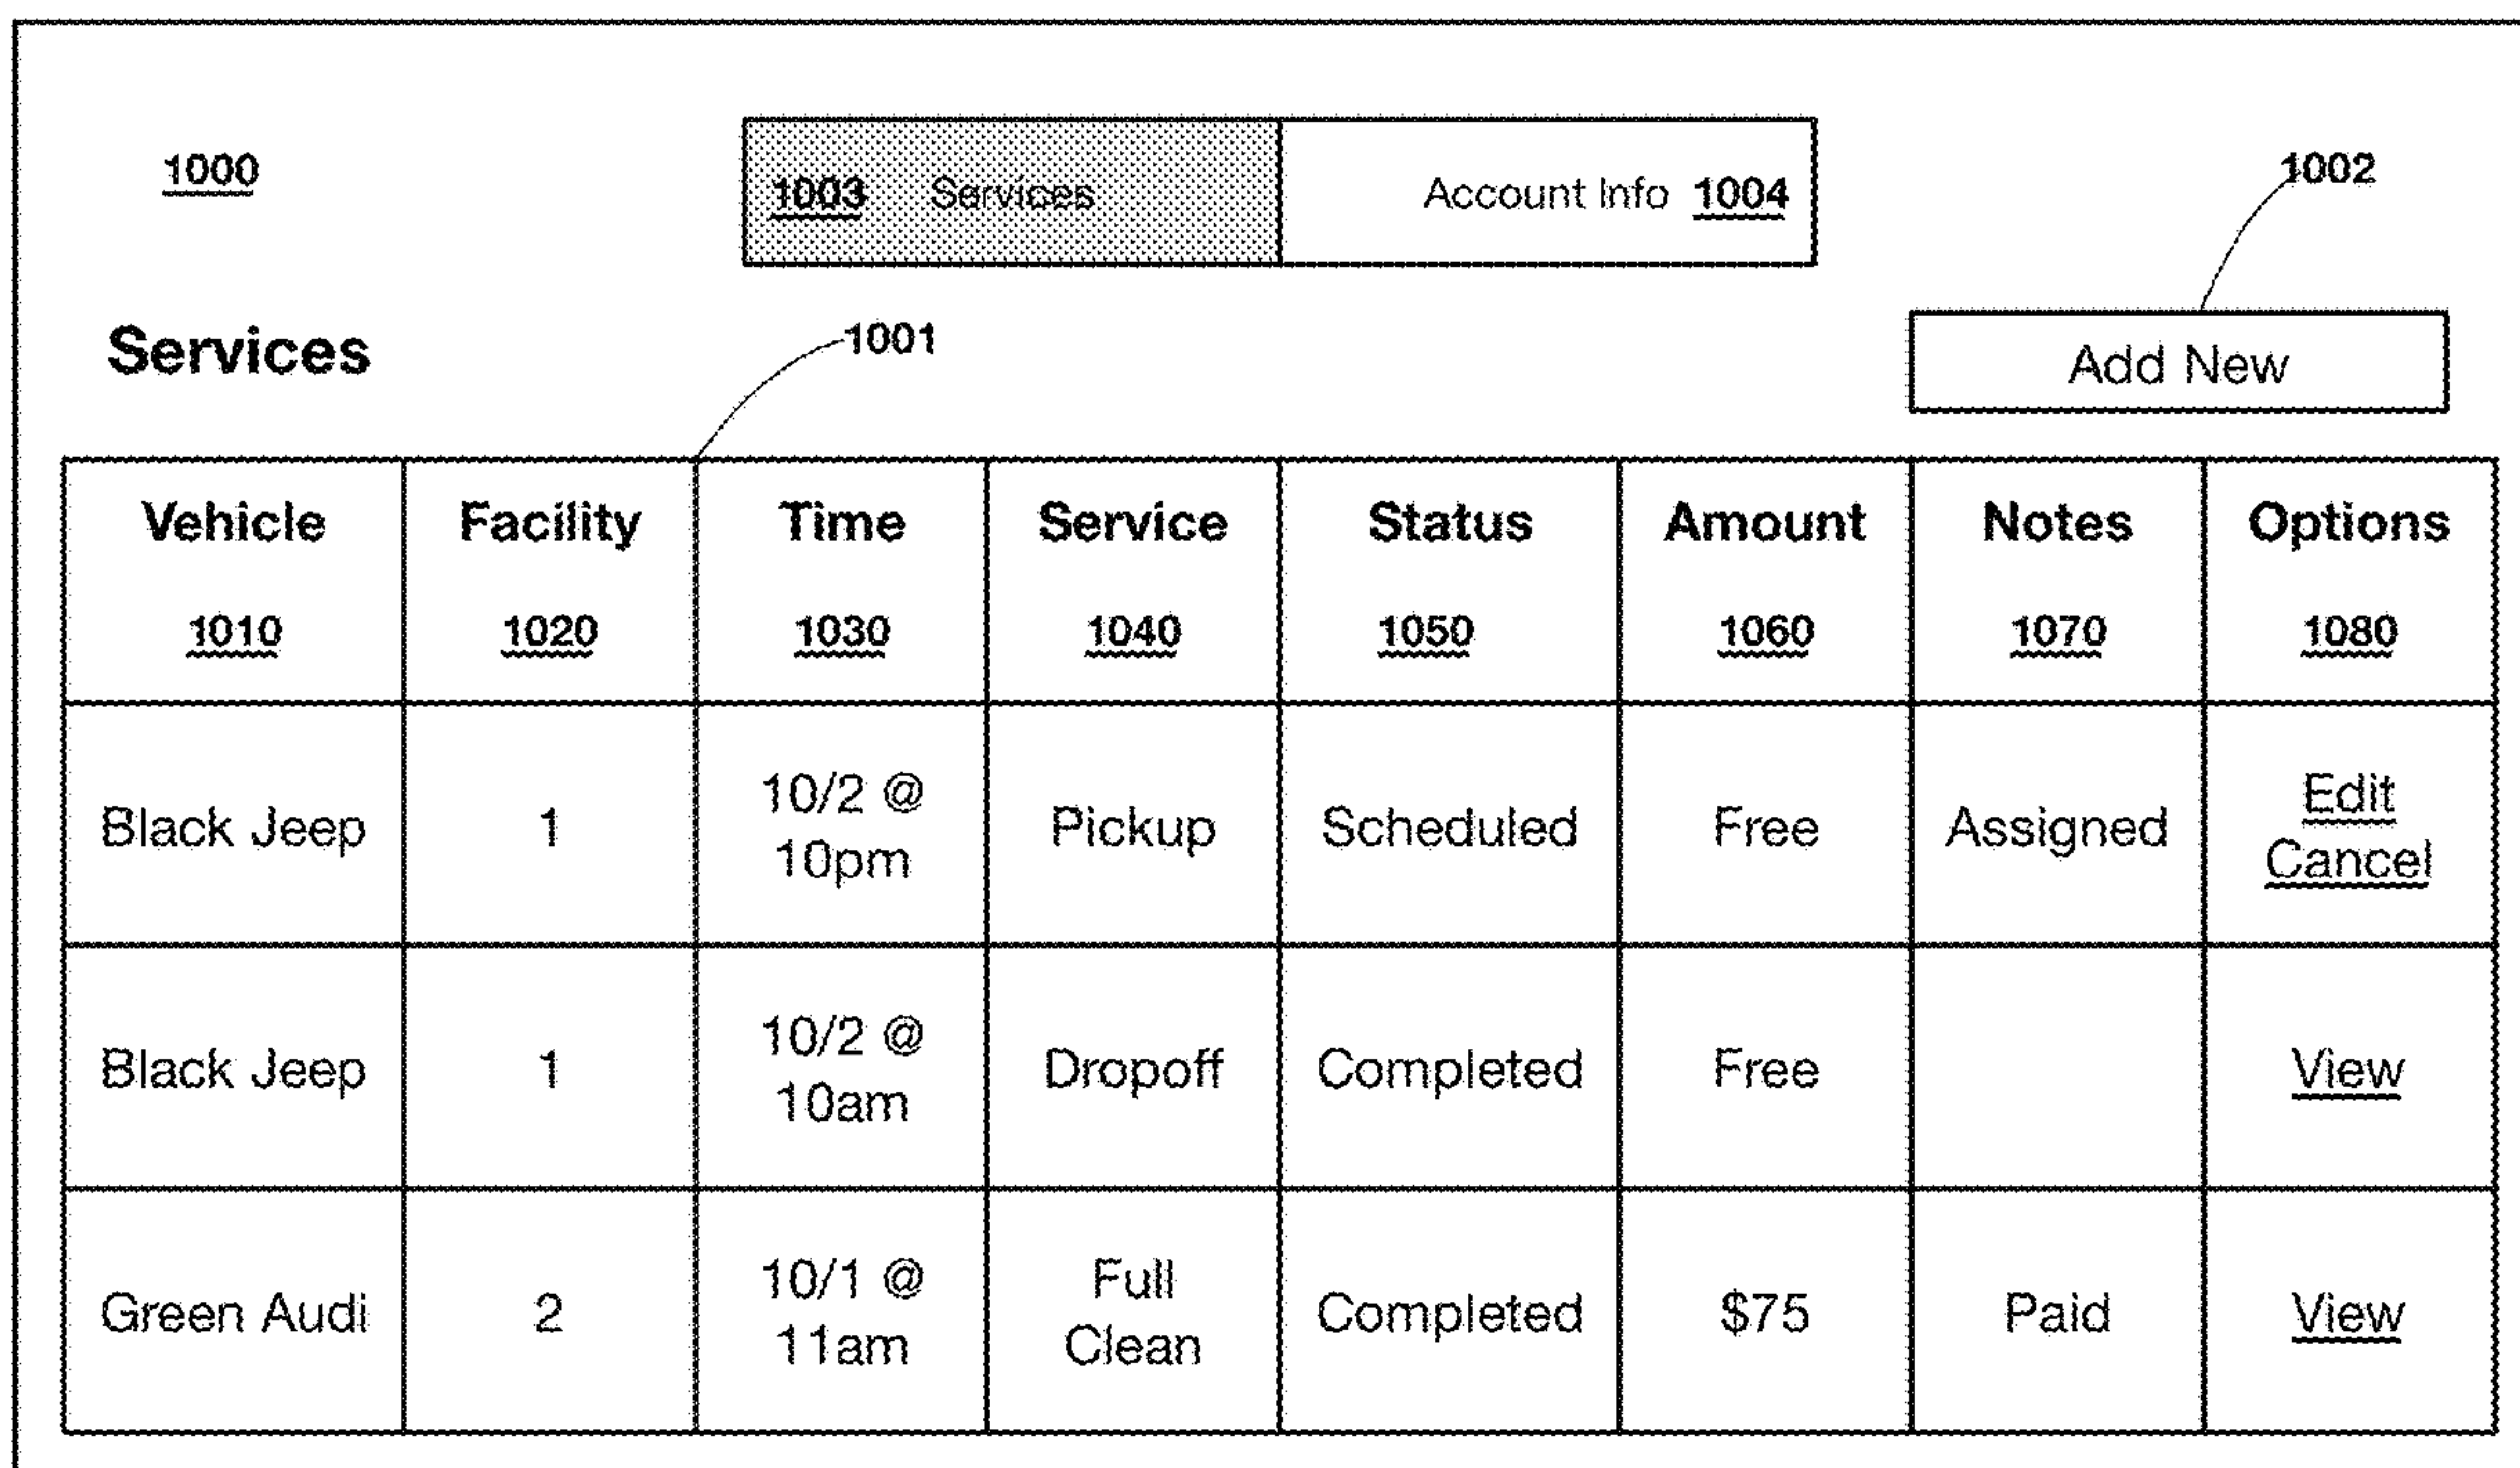 1000
1003 Services Account Info 1004
1002
Services
1001
Add New
Vehicle Facility Time Service Status Amount Notes Options
1010 1020 1030 1040 1050 1060 1070 1080
Black Jeep 1 10/2 @ 10pm Pickup Scheduled Free Assigned Edit Cancel
Black Jeep 1 10/2 @ 10am Dropoff Completed Free View
Green Audi 2 10/1 @ 11am Full Clean Completed $75 Paid View